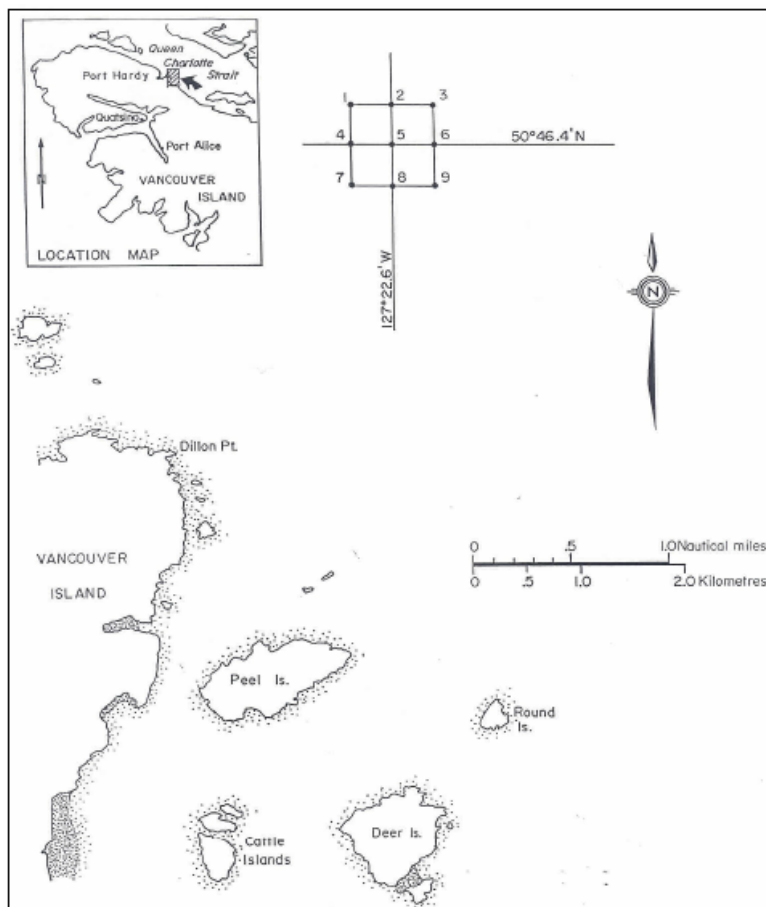 Queen
Charlotte
Strait
Port Hardy
Quatsino
Port Alice
VANCOUVER
ISLAND
N
LOCATION MAP
1 2 3
4 5 6
7 8 9
50°46.4'N
127°22.6'W
N
Dillon Pt.
VANCOUVER
ISLAND
0 .5 1.0 Nautical miles
0 .5 1.0 2.0 Kilometres
Peel Is.
Round
Is.
Cattle
Islands
Deer Is.